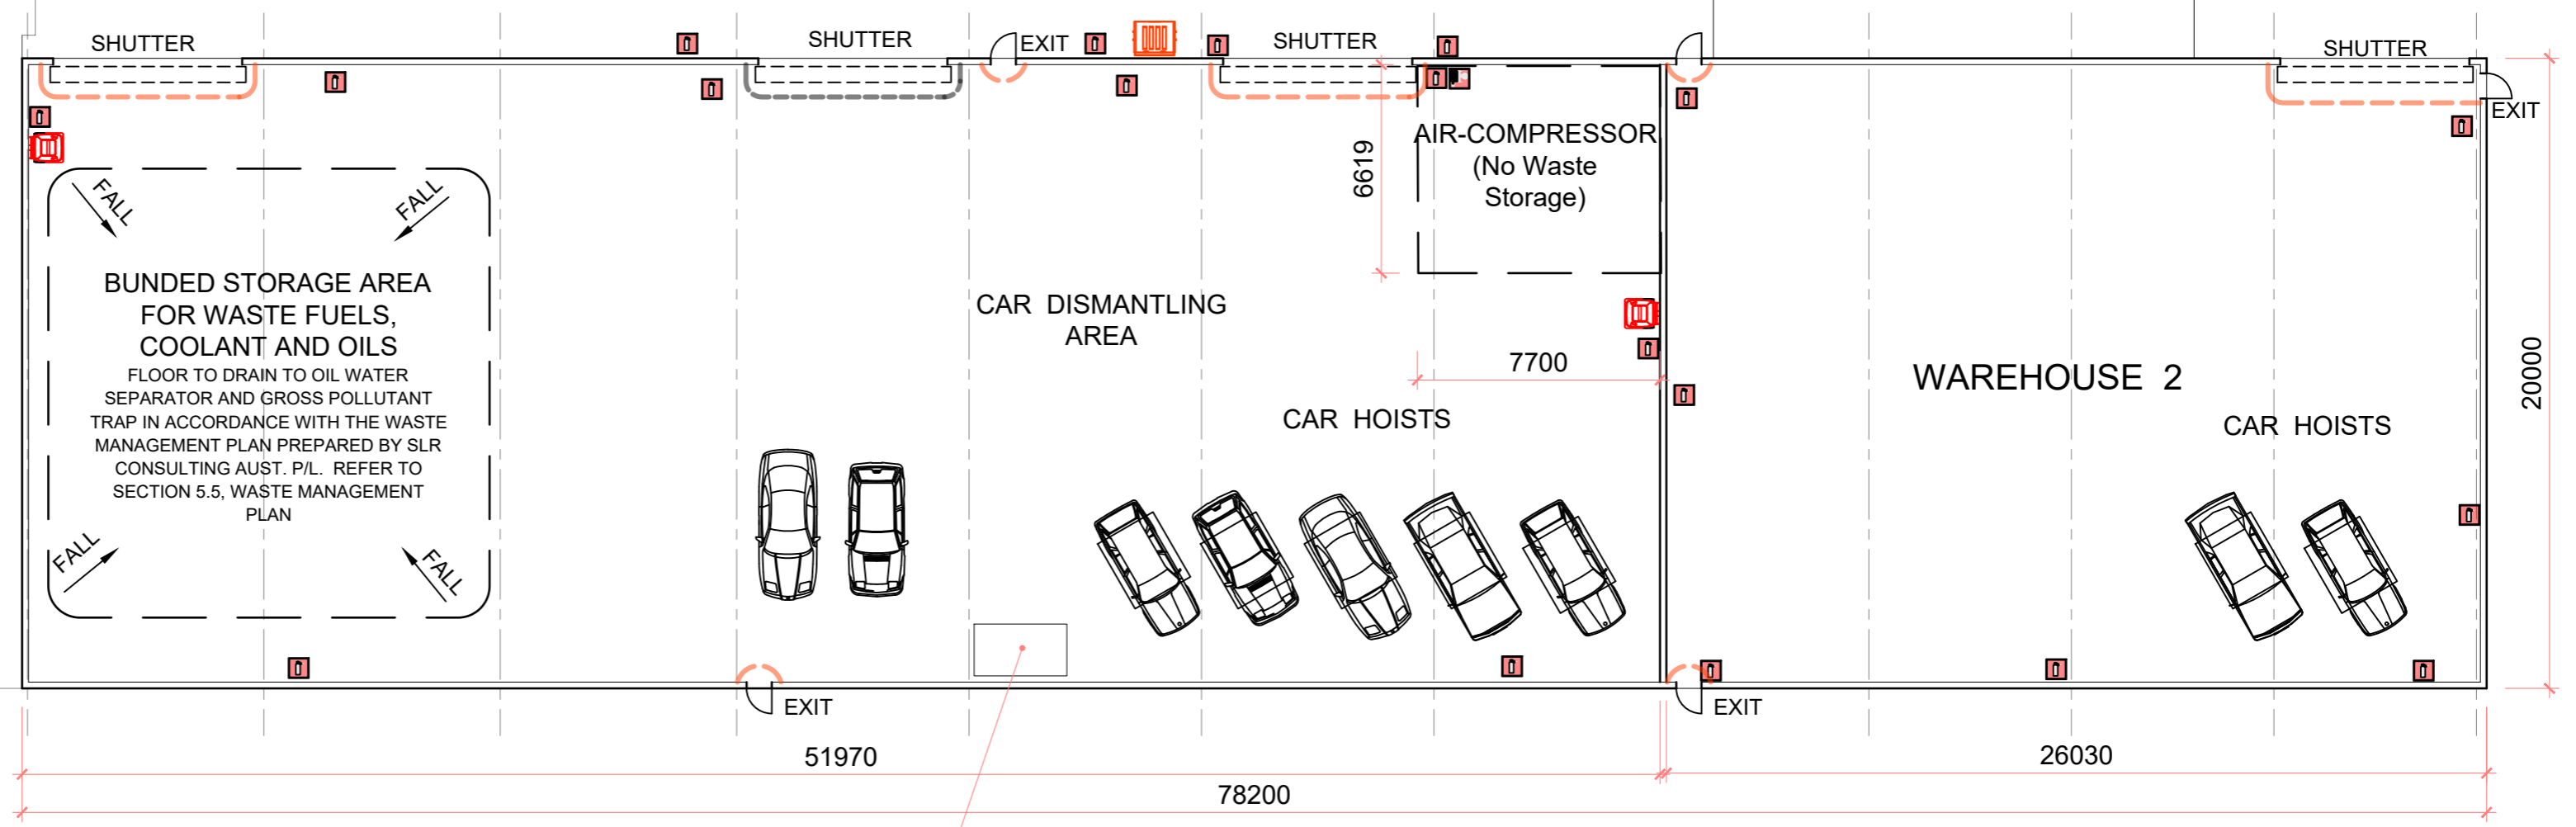 SHUTTER
SHUTTER
EXIT
SHUTTER
SHUTTER
EXIT
FALL
FALL
AIR-COMPRESSOR
(No Waste
Storage)
6619
BUNDED STORAGE AREA
FOR WASTE FUELS,
COOLANT AND OILS
FLOOR TO DRAIN TO OIL WATER
SEPARATOR AND GROSS POLLUTANT
TRAP IN ACCORDANCE WITH THE WASTE
MANAGEMENT PLAN PREPARED BY SLR
CONSULTING AUST. P/L. REFER TO
SECTION 5.5, WASTE MANAGEMENT
PLAN
FALL
FALL
CAR DISMANTLING
AREA
7700
CAR HOISTS
WAREHOUSE 2
CAR HOISTS
20000
EXIT
EXIT
51970
26030
78200